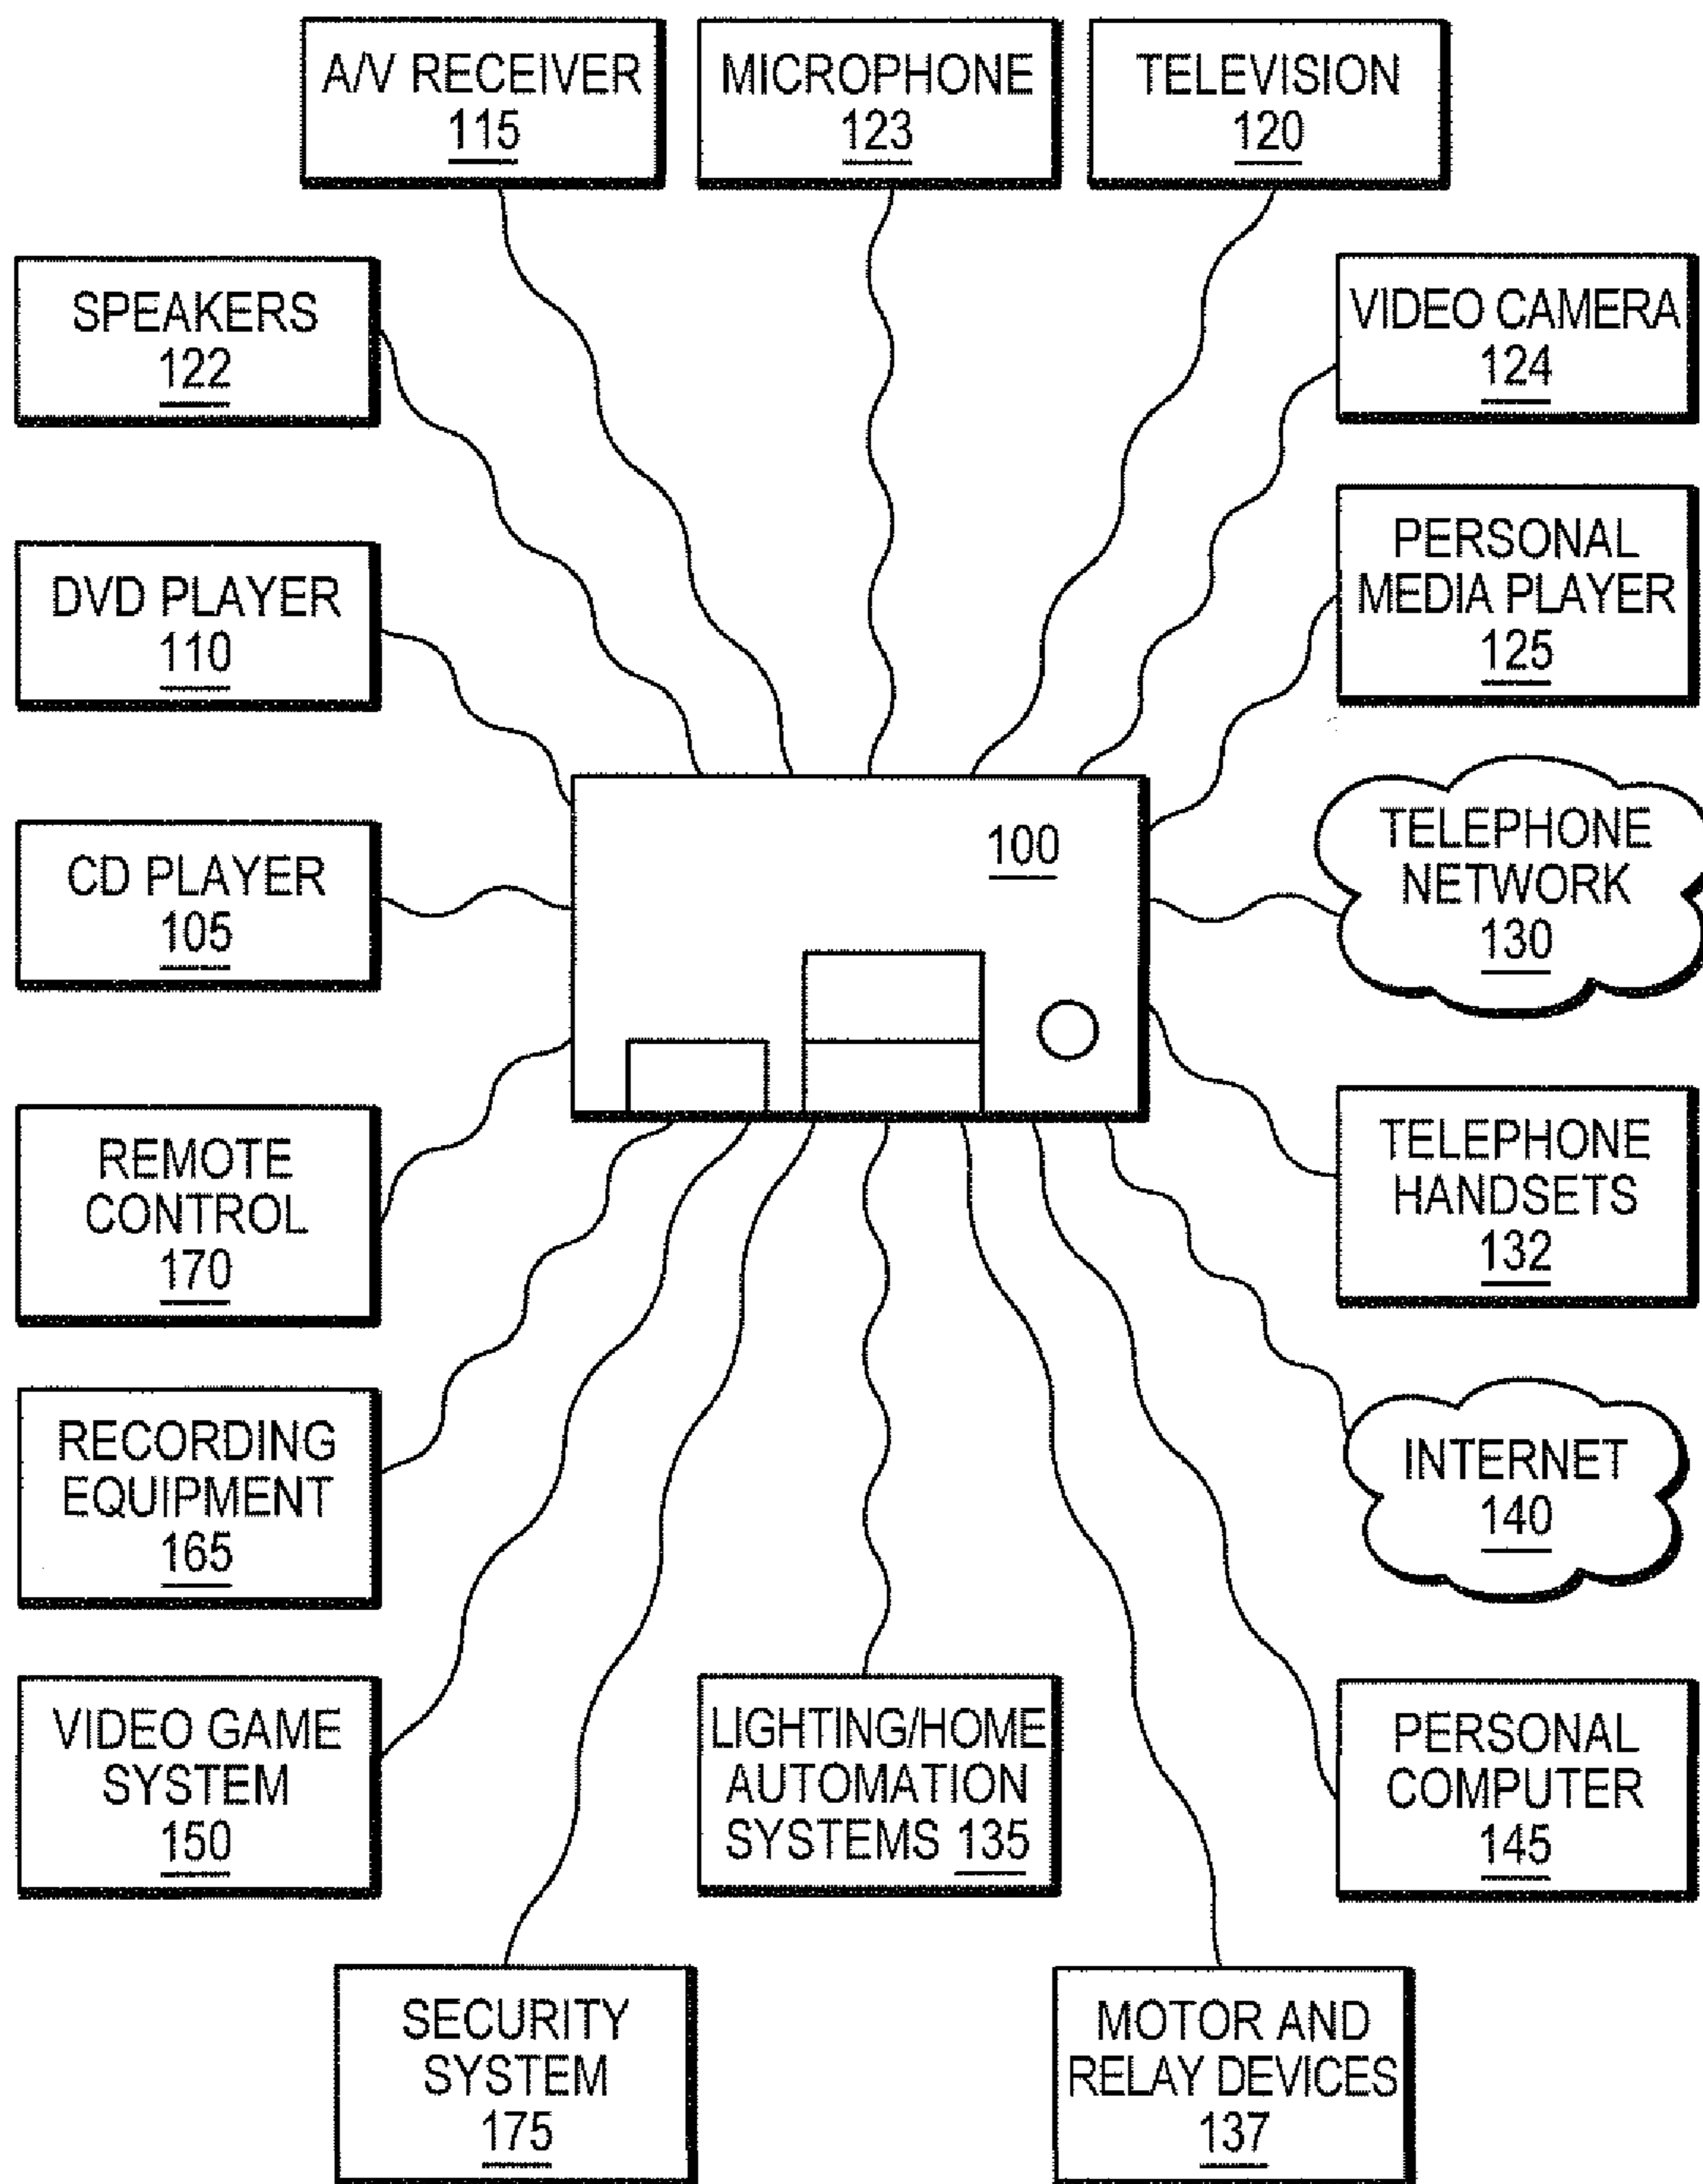 A/V RECEIVER
115
MICROPHONE
123
TELEVISION
120
SPEAKERS
122
VIDEO CAMERA
124
DVD PLAYER
110
PERSONAL
MEDIA PLAYER
125
CD PLAYER
105
100
TELEPHONE
NETWORK
130
REMOTE
CONTROL
170
TELEPHONE
HANDSETS
132
RECORDING
EQUIPMENT
165
INTERNET
140
VIDEO GAME
SYSTEM
150
LIGHTING/HOME
AUTOMATION
SYSTEMS 135
PERSONAL
COMPUTER
145
SECURITY
SYSTEM
175
MOTOR AND
RELAY DEVICES
137